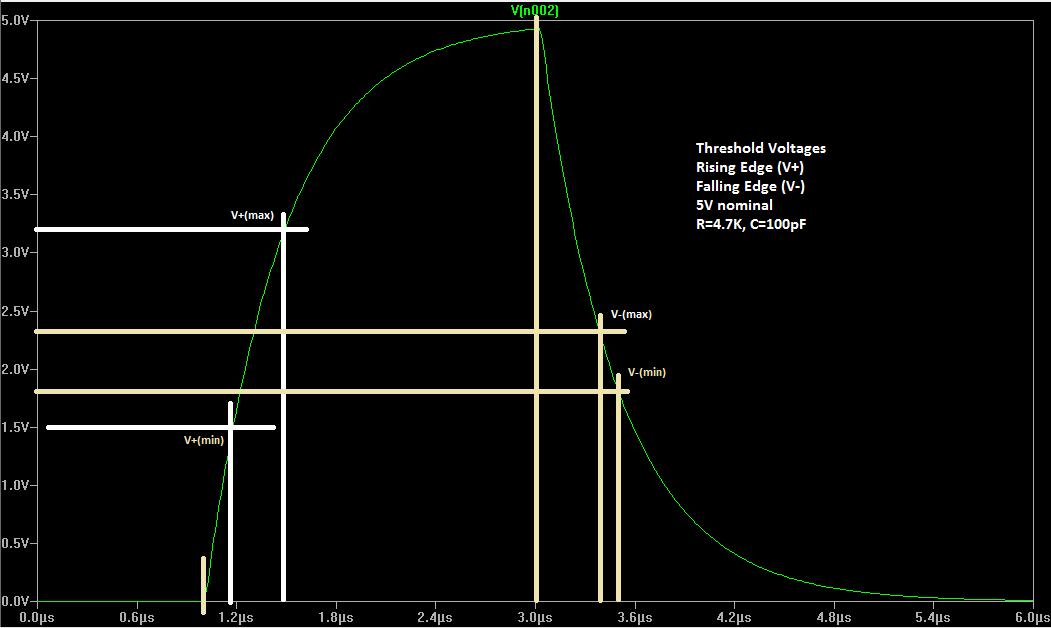 V(n002)
5.0V
4.5V
4.0V
3.5V
3.0V
2.5V
2.0V
1.5V
1.0V
0.5V
0.0V
V+(max)
V+(min)
V-(max)
V-(min)
Threshold Voltages
Rising Edge (V+)
Falling Edge (V-)
5V nominal
R=4.7K, C=100pF
0.0µs 0.6µs 1.2µs 1.8µs 2.4µs 3.0µs 3.6µs 4.2µs 4.8µs 5.4µs 6.0µs